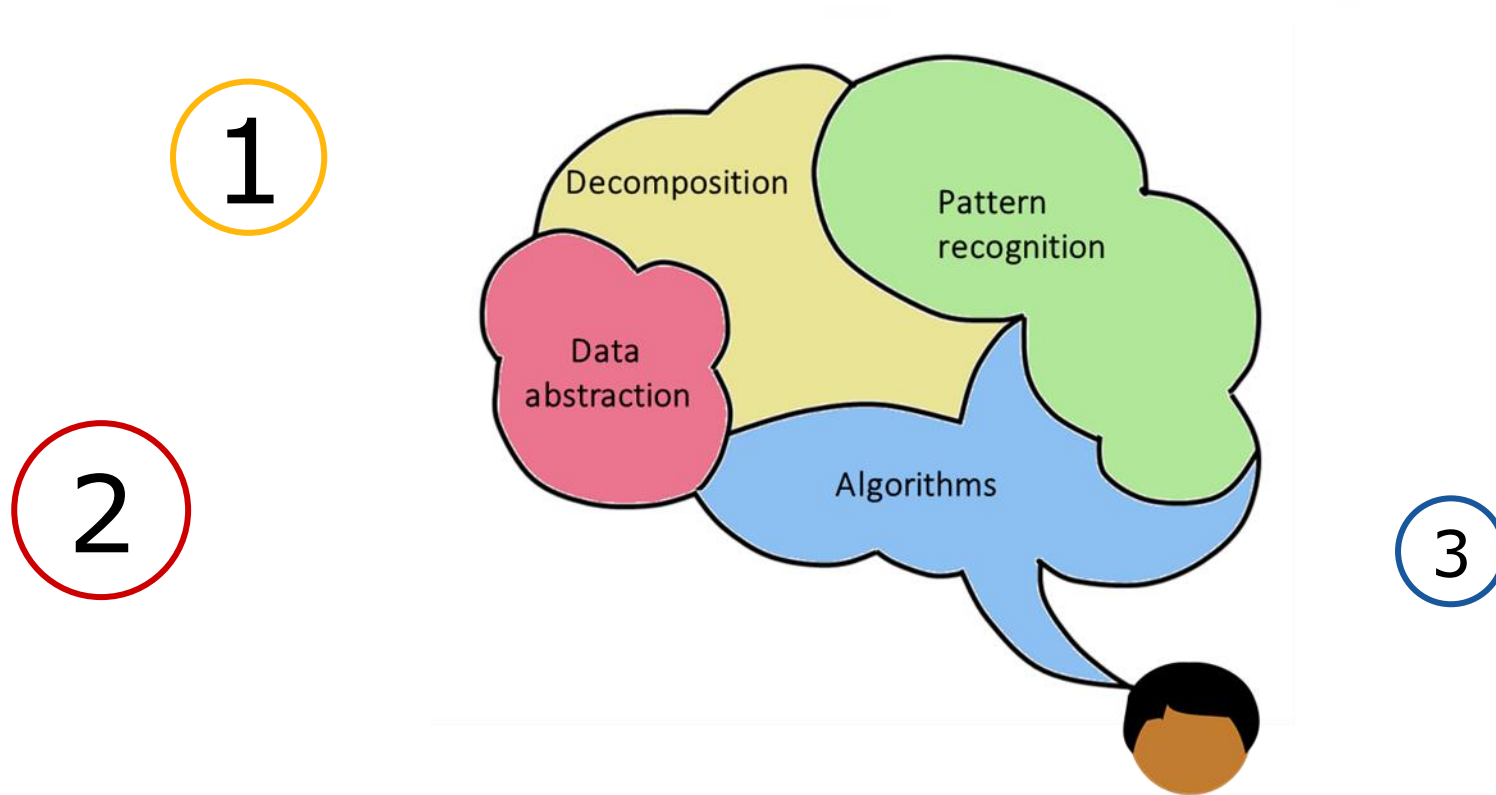 1
Decomposition
Pattern
recognition
Data
abstraction
2
Algorithms
3